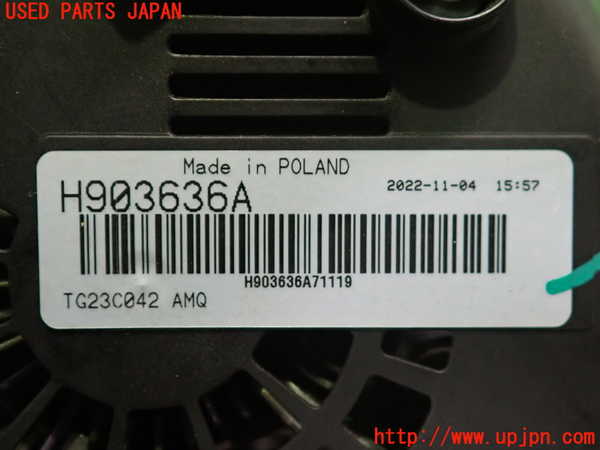 USED PARTS JAPAN
Made in POLAND
H903636A
2022-11-04 15:57
H903636A71119
TG23C042 AMQ
http://www.upjpn.com